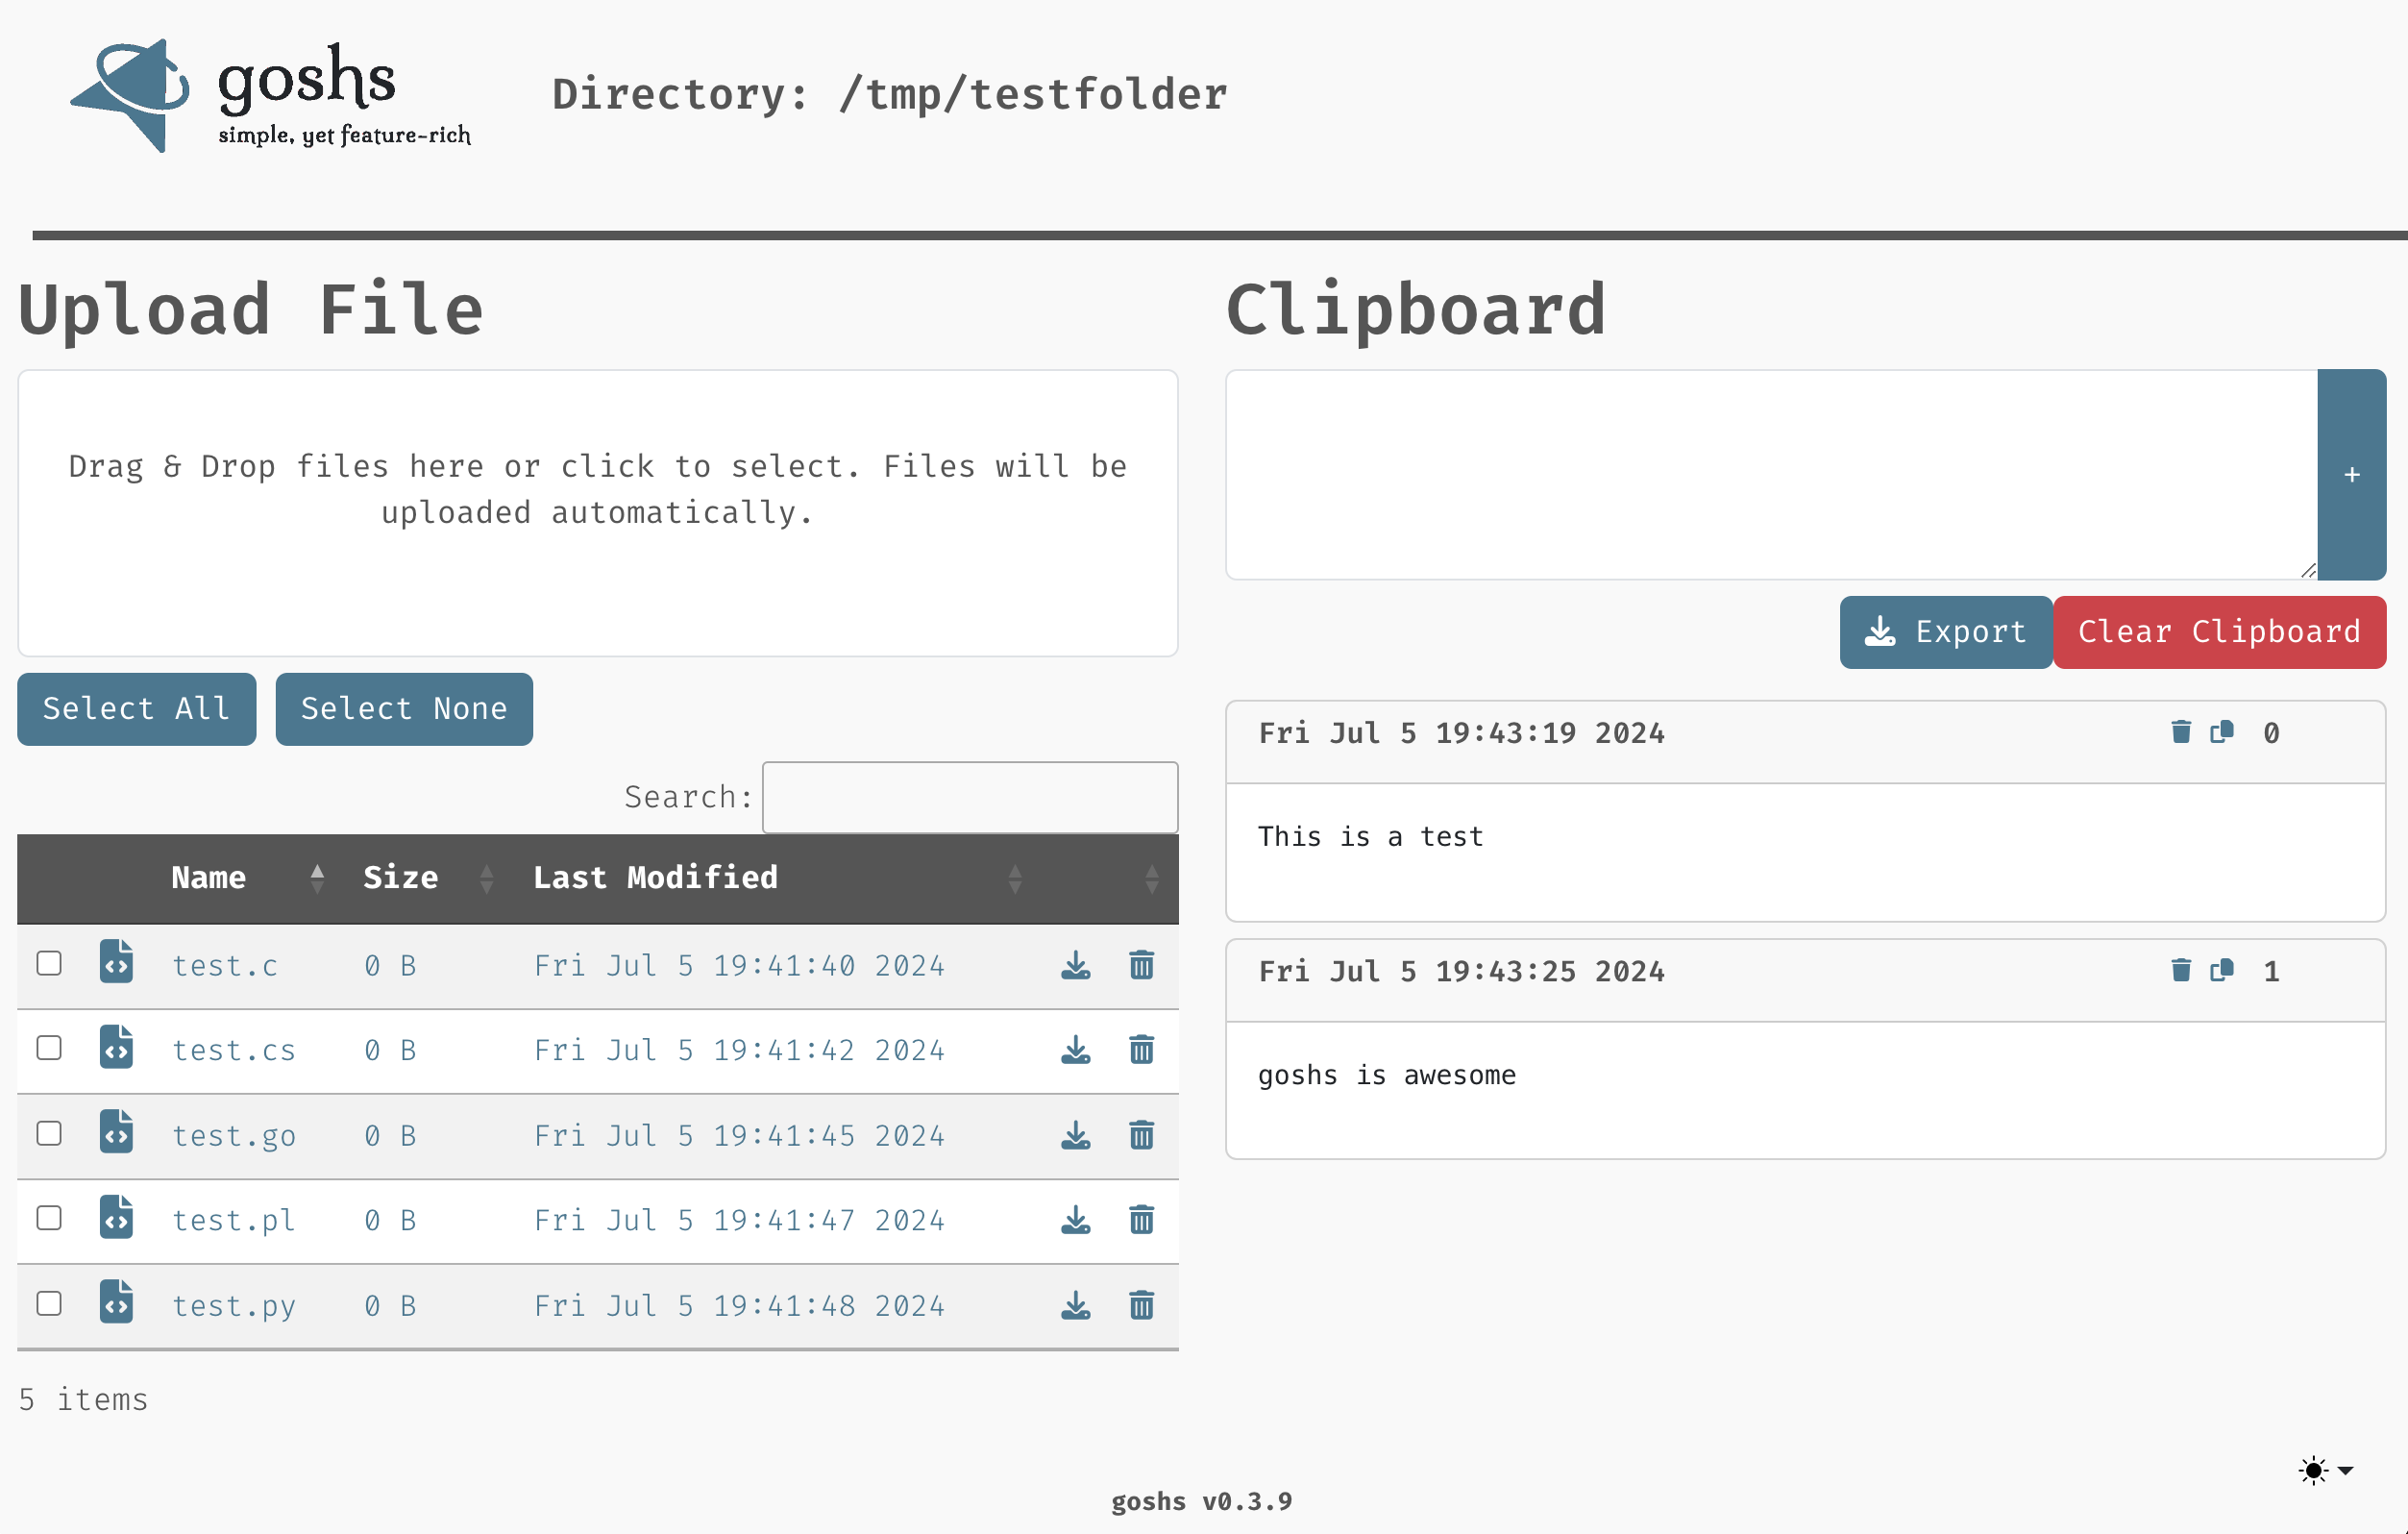 goshs
simple, yet feature-rich
Directory: /tmp/testfolder
Upload File
Drag & Drop files here or click to select. Files will be
uploaded automatically.
Select All
Select None
Search:
Name Size Last Modified
test.c 0 B Fri Jul 5 19:41:40 2024
test.cs 0 B Fri Jul 5 19:41:42 2024
test.go 0 B Fri Jul 5 19:41:45 2024
test.pl 0 B Fri Jul 5 19:41:47 2024
test.py 0 B Fri Jul 5 19:41:48 2024
5 items
Clipboard
+
Export
Clear Clipboard
Fri Jul 5 19:43:19 2024 0
This is a test
Fri Jul 5 19:43:25 2024 1
goshs is awesome
goshs v0.3.9